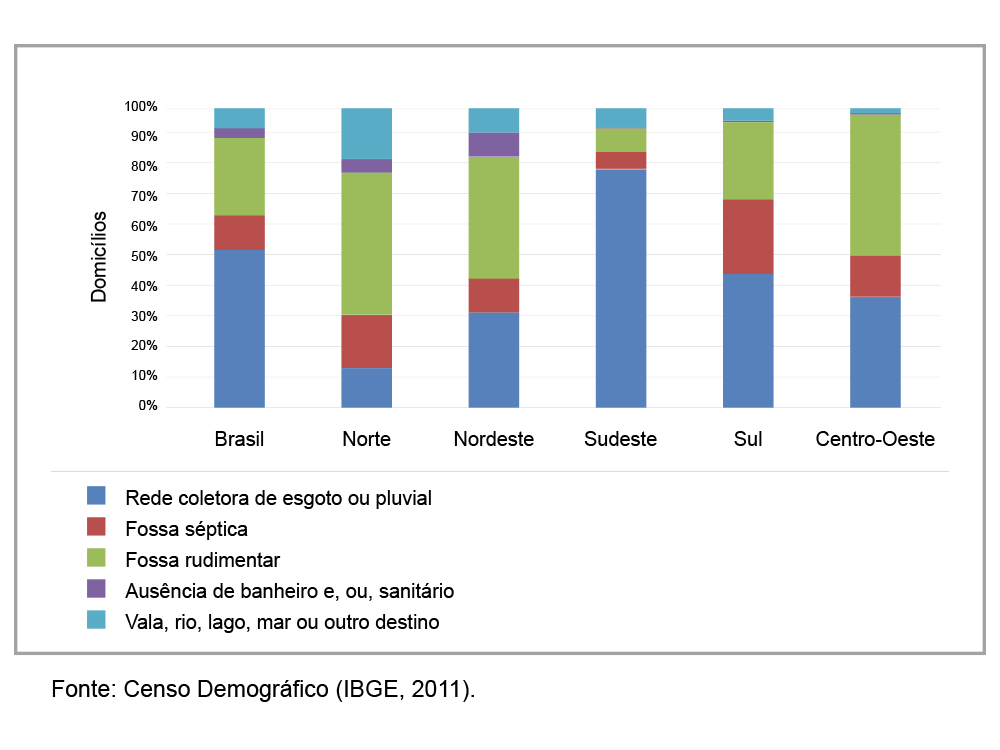 100%
90%
80%
70%
60%
50%
40%
30%
20%
10%
0%
Domicílios
Brasil Norte Nordeste Sudeste Sul Centro-Oeste
Rede coletora de esgoto ou pluvial
Fossa séptica
Fossa rudimentar
Ausência de banheiro e, ou, sanitário
Vala, rio, lago, mar ou outro destino
Fonte: Censo Demográfico (IBGE, 2011).